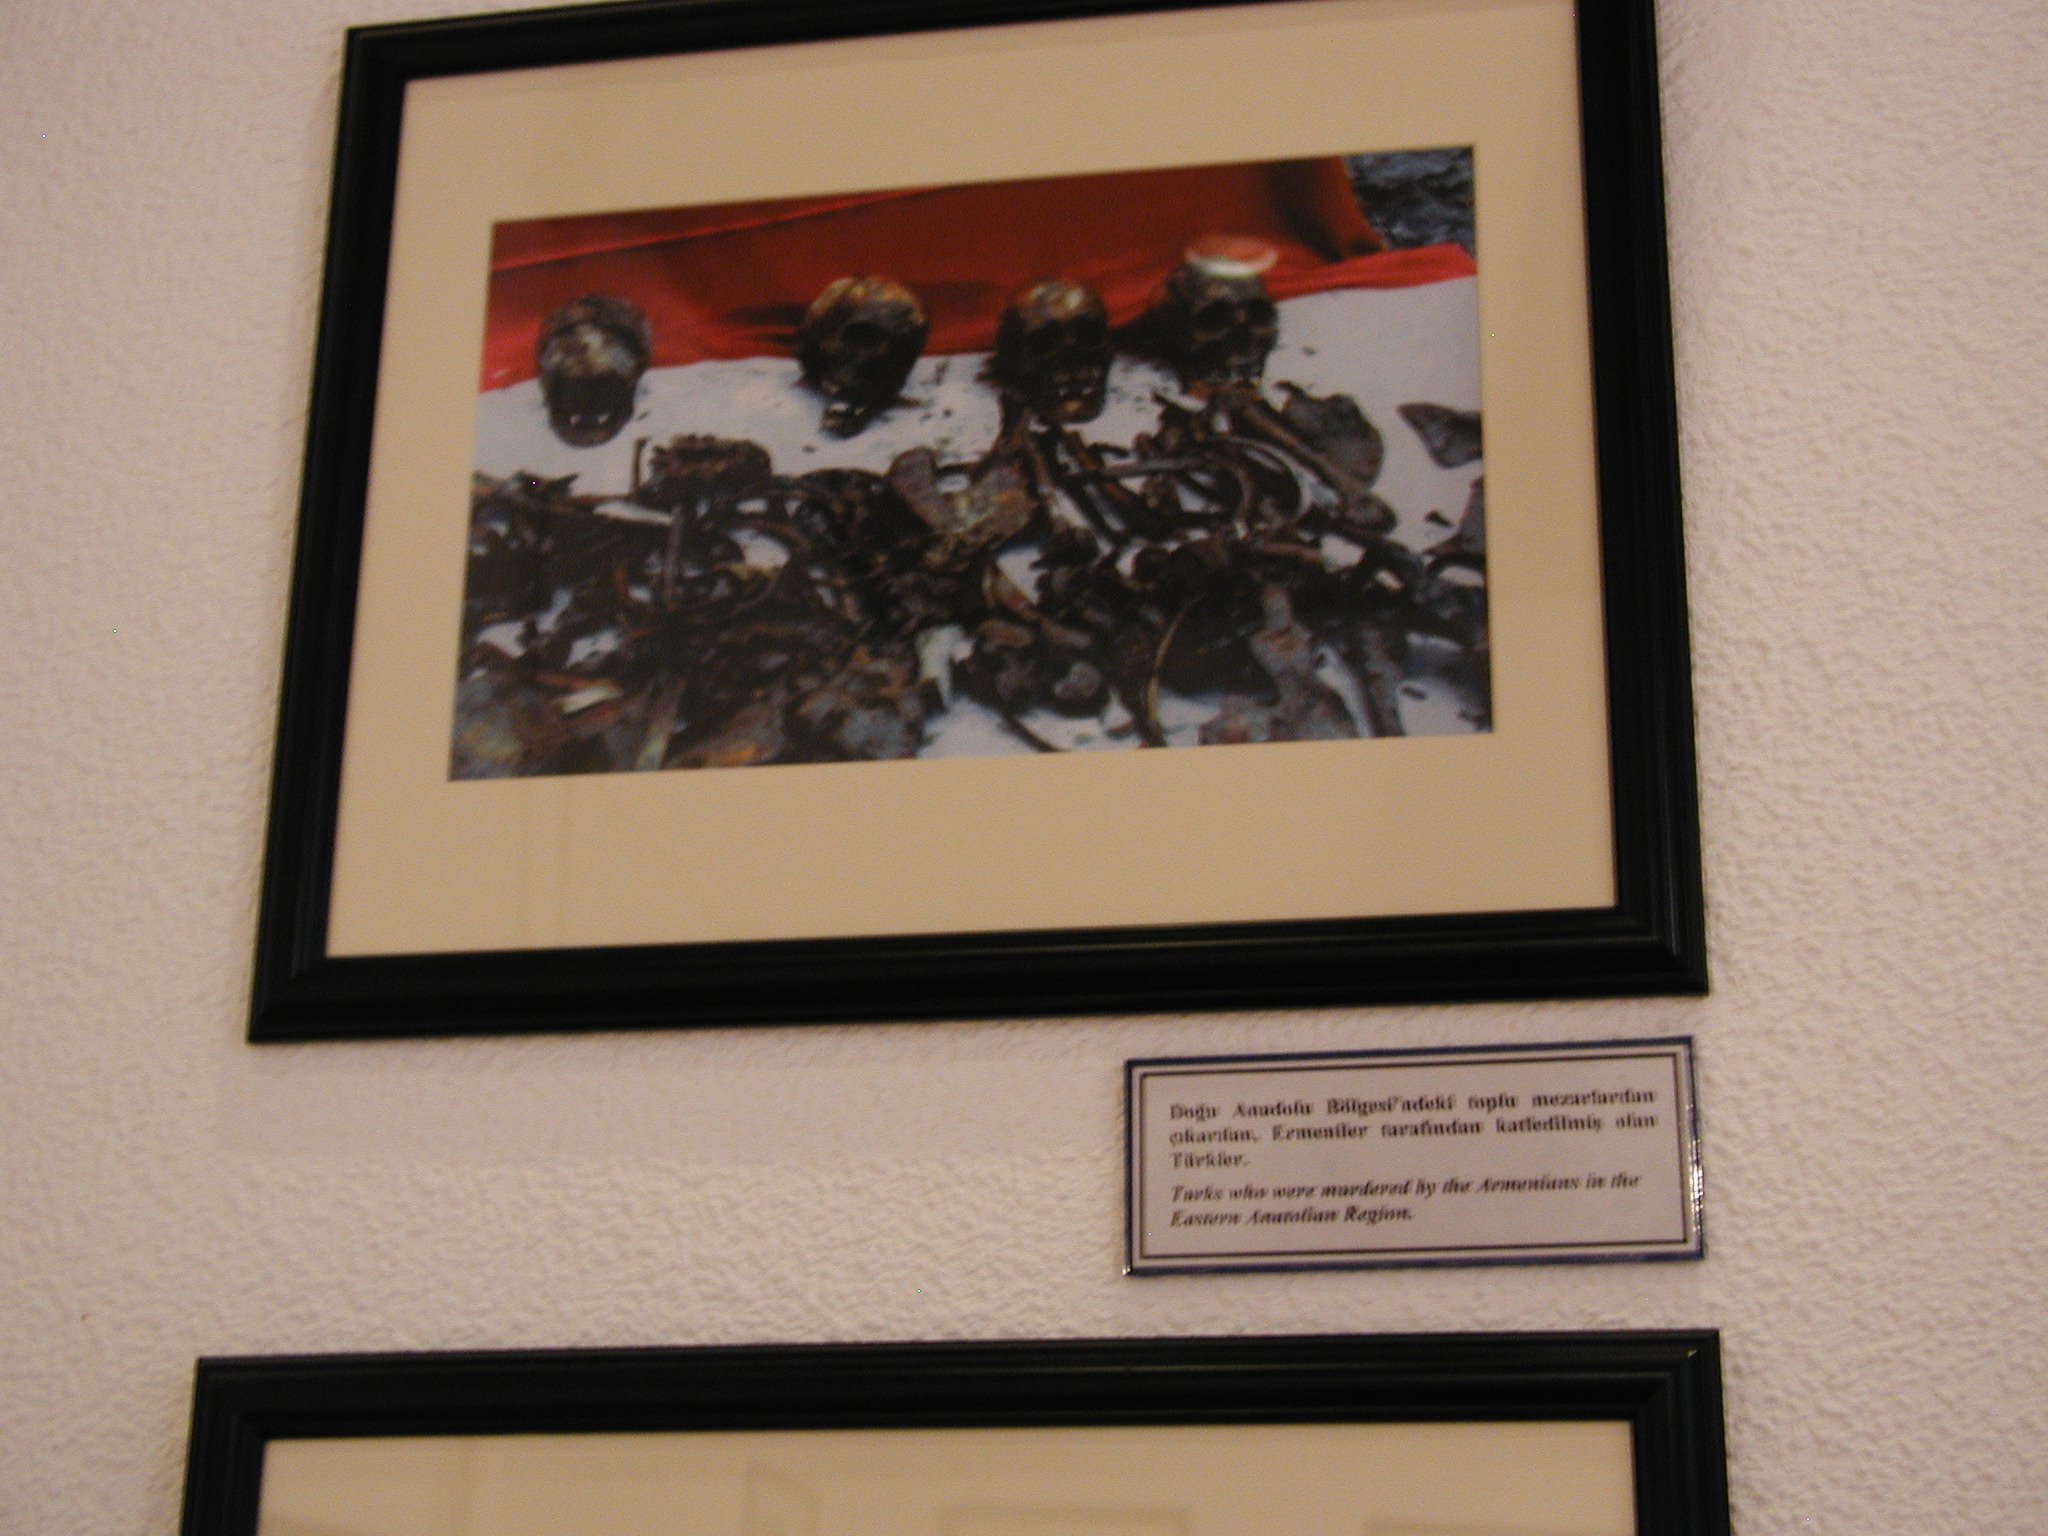 Doğu Anadolu Bölgesi'ndeki toplu mezarlardan
çıkarılan, Ermeniler tarafından katledilmiş olan
Türkler.
Turks who were murdered by the Armenians in the
Eastern Anatolian Region.